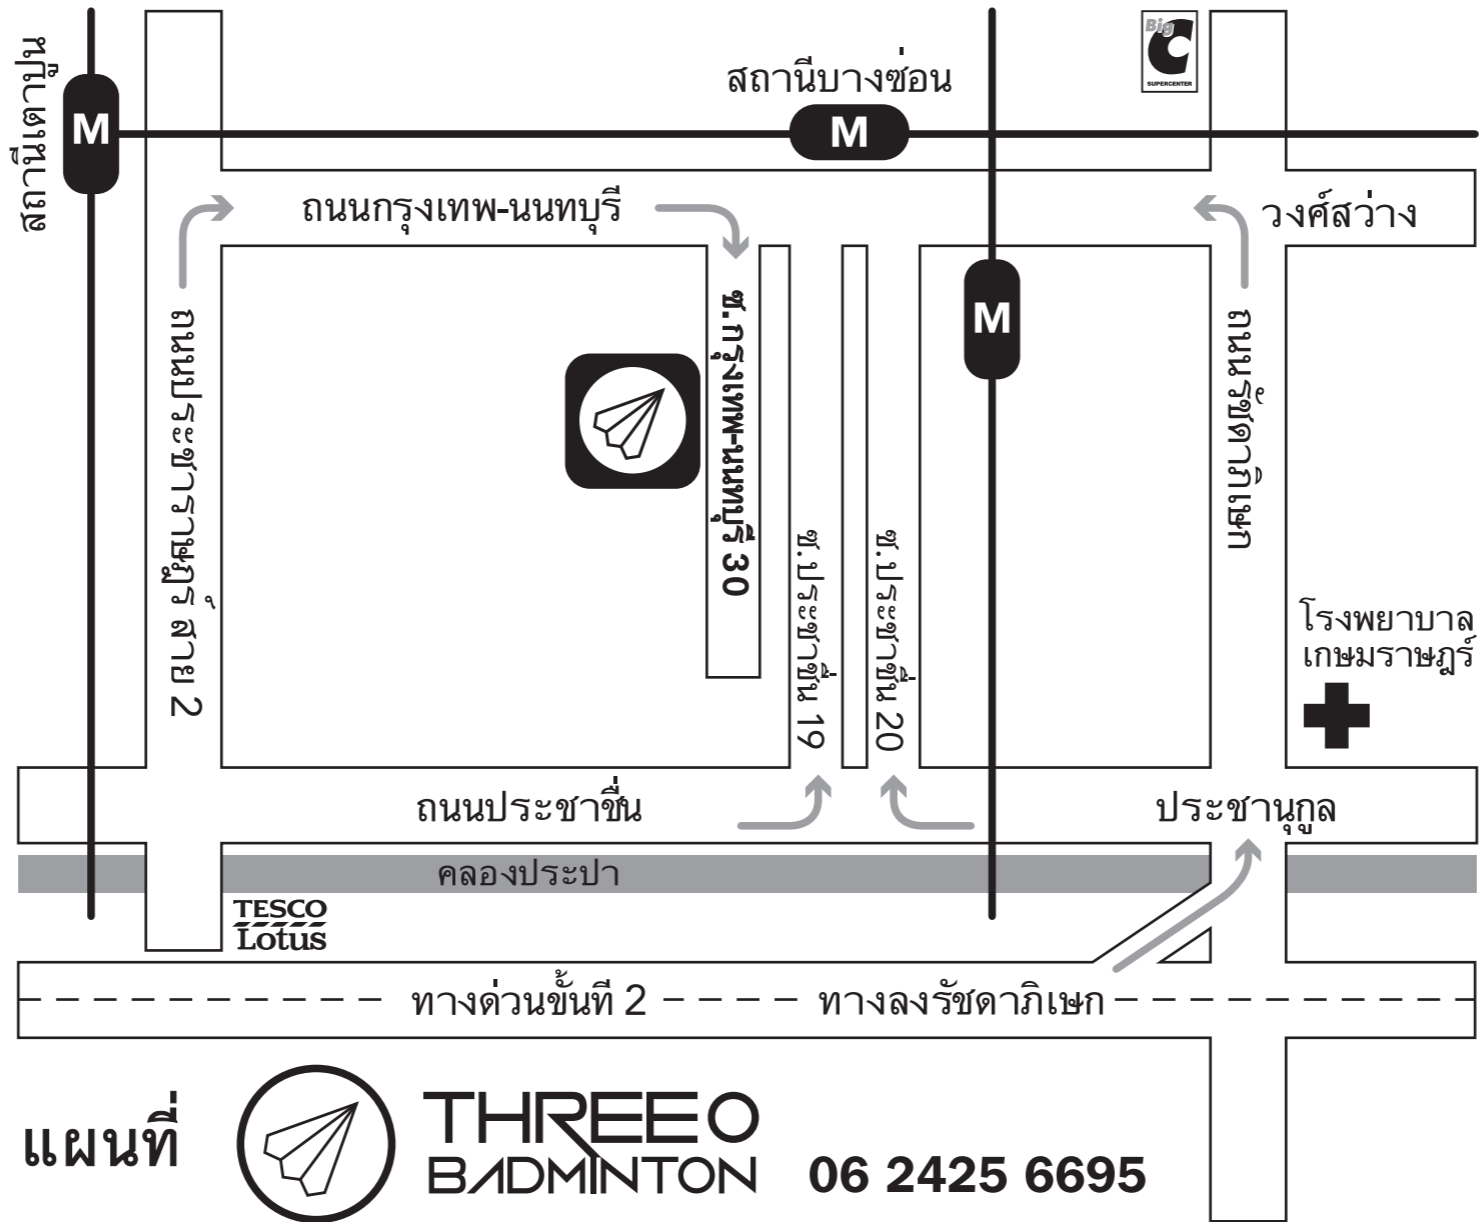 Big
C
SUPERCENTER
สถานีเตาปูน
M
สถานีบางซ่อน
M
ถนนกรุงเทพ-นนทบุรี
วงศ์สว่าง
M
ถนนประชาราษฎร์ สาย 2
ซ.กรุงเทพ-นนทบุรี 30
ซ.ประชาชื่น 19
ซ.ประชาชื่น 20
ถนนรัชดาภิเษก
โรงพยาบาล
เกษมราษฎร์
ถนนประชาชื่น
ประชานุกูล
คลองประปา
TESCO
Lotus
ทางด่วนขั้นที่ 2
ทางลงรัชดาภิเษก
แผนที่
THREE O
BADMINTON
06 2425 6695